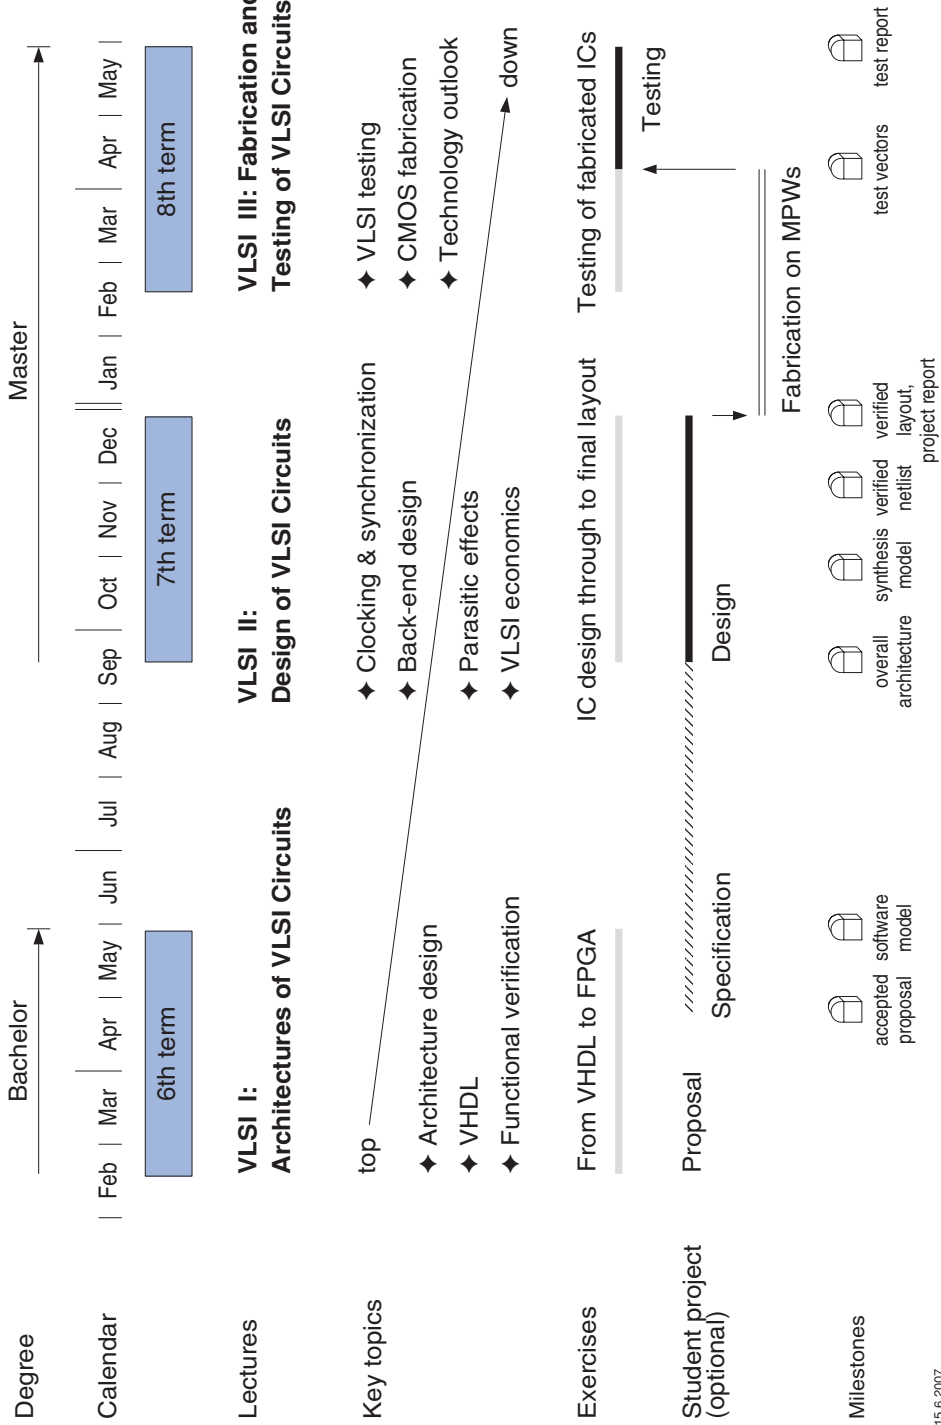 Degree
Bachelor
Master
Calendar
Feb | Mar | Apr | May | Jun | Jul | Aug | Sep | Oct | Nov | Dec || Jan | Feb | Mar | Apr | May
6th term
7th term
8th term
Lectures
VLSI I:
Architectures of VLSI Circuits
VLSI II:
Design of VLSI Circuits
VLSI III: Fabrication and
Testing of VLSI Circuits
Key topics
top
✦ Architecture design
✦ VHDL
✦ Functional verification
✦ Clocking & synchronization
✦ Back-end design
✦ Parasitic effects
✦ VLSI economics
✦ VLSI testing
✦ CMOS fabrication
✦ Technology outlook
down
Exercises
From VHDL to FPGA
IC design through to final layout
Testing of fabricated ICs
Student project
(optional)
Proposal
Specification
Design
Testing
Fabrication on MPWs
Milestones
accepted
proposal
software
model
overall
architecture
synthesis
model
verified
netlist
verified
layout,
project report
test vectors
test report
15.6.2007